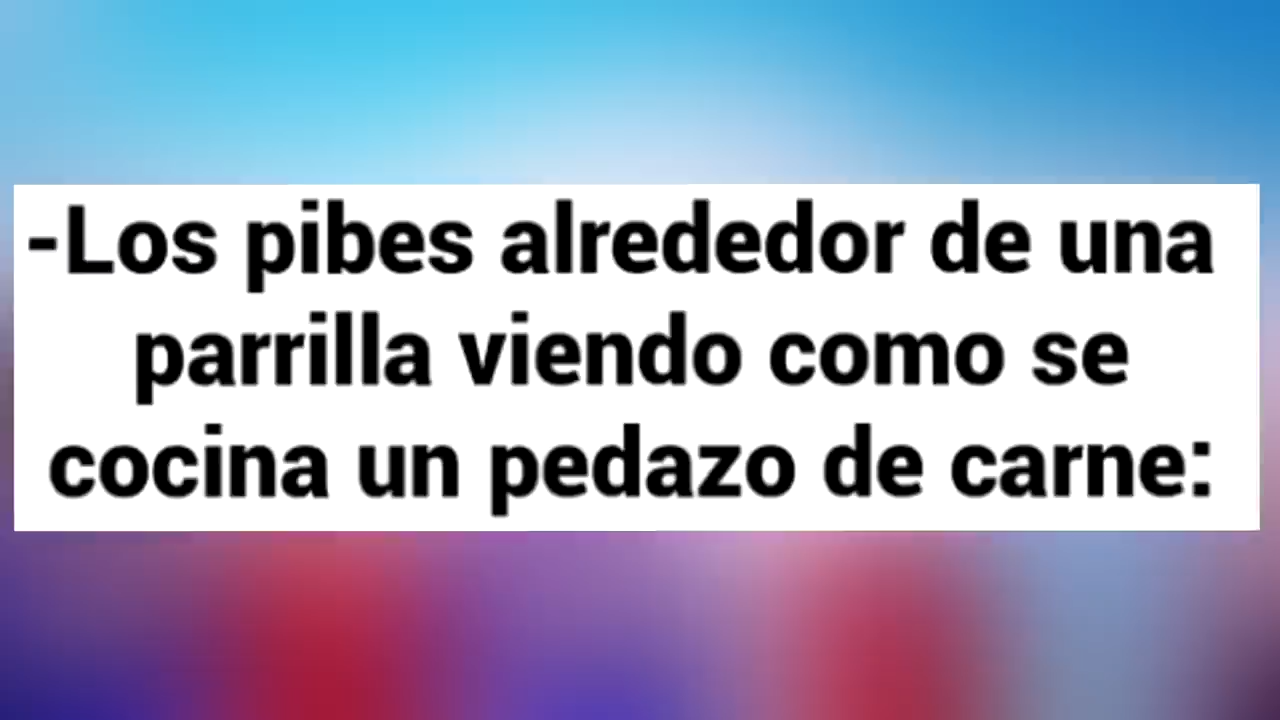 -Los pibes alrededor de una
parrilla viendo como se
cocina un pedazo de carne: